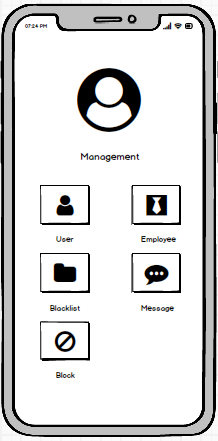 07:24 PM
Management
User Employee
Blacklist Message
Block